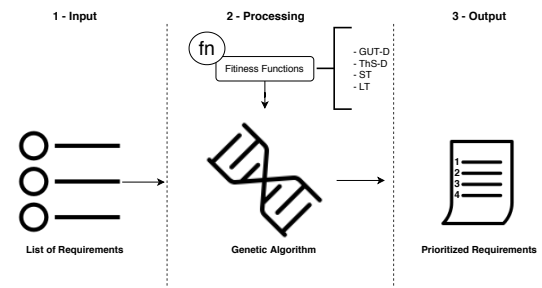 1 - Input
2 - Processing
3 - Output
fn
Fitiness Functions
- GUT-D
- ThS-D
- ST
- LT
1
2
3
4
List of Requirements
Genetic Algorithm
Prioritized Requirements